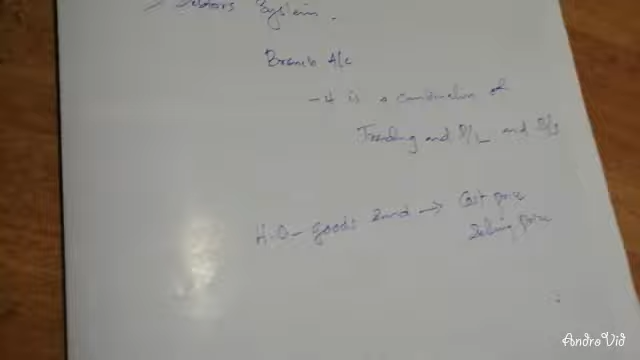 > Debtors System.
Branch A/c
- It is a combination of
Trading and P/L and B/S
H.O - goods send → Cost price
Selling price
AndroVid